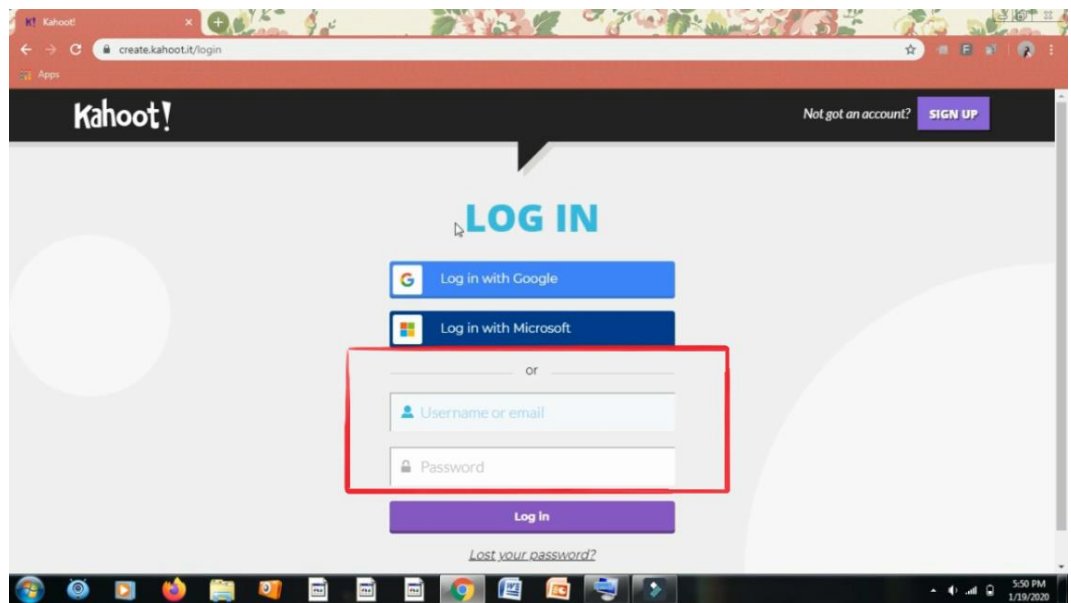 K! Kahoot!
create.kahoot.it/login
Apps
Kahoot!
Not got an account? SIGN UP
LOG IN
Log in with Google
Log in with Microsoft
or
Username or email
Password
Log in
Lost your password?
5:50 PM
1/19/2020